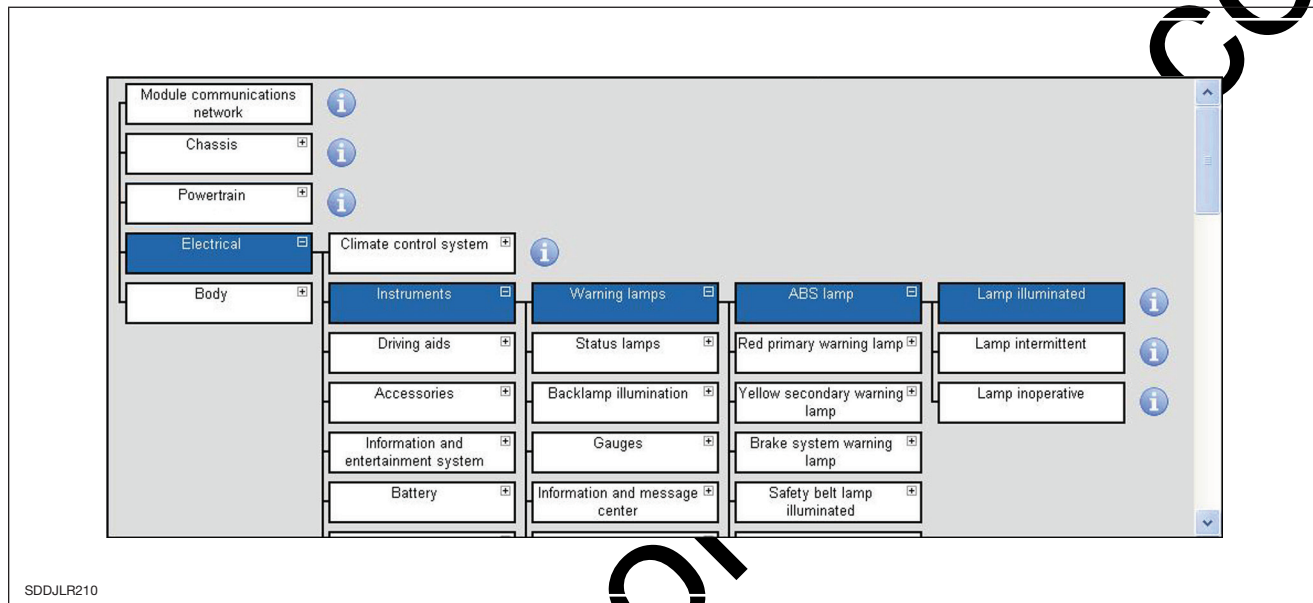 Module communications
network
Chassis
Powertrain
Electrical
Climate control system
Body
Instruments
Warning lamps
ABS lamp
Lamp illuminated
Driving aids
Status lamps
Red primary warning lamp
Lamp intermittent
Accessories
Backlamp illumination
Yellow secondary warning
lamp
Lamp inoperative
Information and
entertainment system
Gauges
Brake system warning
lamp
Battery
Information and message
center
Safety belt lamp
illuminated
SDDJLR210